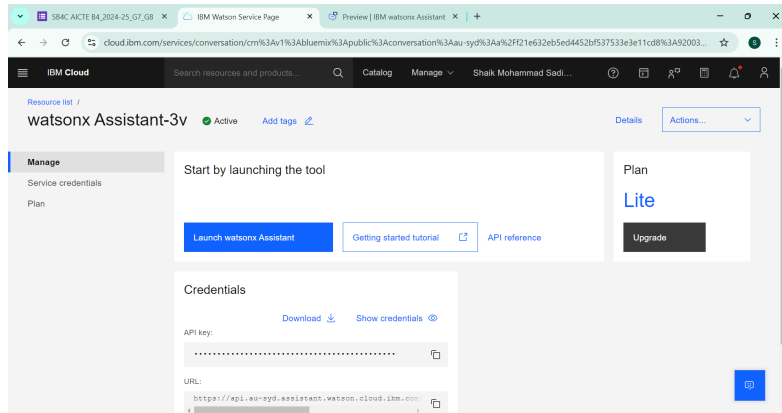 SB4C AICTE B4_2024-25_G7_G8
IBM Watson Service Page
Preview | IBM watsonx Assistant
cloud.ibm.com/services/conversation/crn%3Av1%3Abluemix%3Apublic%3Aconversation%3Aau-syd%3Aa%2Ff21e632eb5ed4452bf537533e3e11cd8%3A92003...
S
IBM Cloud
Search resources and products...
Catalog
Manage
Shaik Mohammad Sadi...
Resource list /
watsonx Assistant-3v
Active
Add tags
Details
Actions...
Manage
Service credentials
Plan
Start by launching the tool
Launch watsonx Assistant
Getting started tutorial
API reference
Plan
Lite
Upgrade
Credentials
Download
Show credentials
API key:
URL:
https://api.au-syd.assistant.watson.cloud.ibm.com